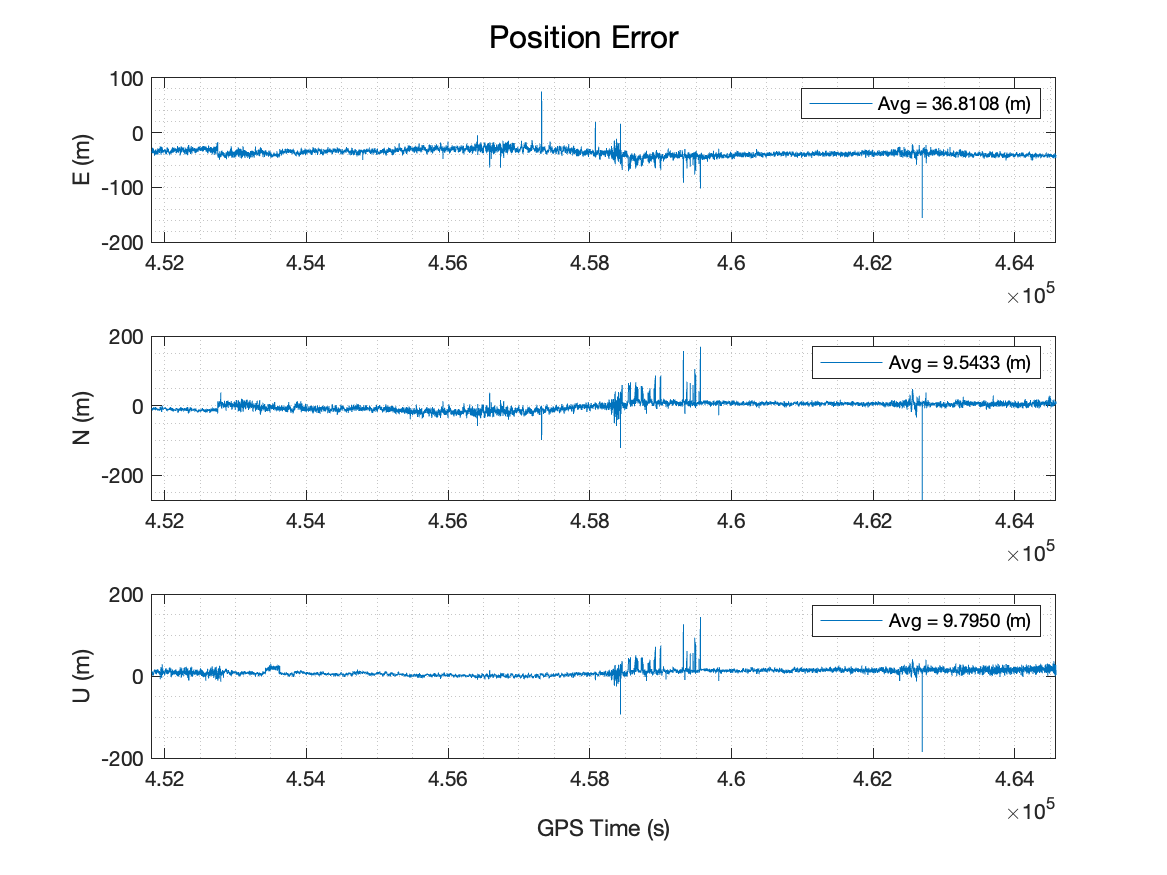 Position Error
E (m)
100
0
-100
-200
Avg = 36.8108 (m)
4.52 4.54 4.56 4.58 4.6 4.62 4.64
×10^5
N (m)
200
0
-200
Avg = 9.5433 (m)
4.52 4.54 4.56 4.58 4.6 4.62 4.64
×10^5
U (m)
200
0
-200
Avg = 9.7950 (m)
4.52 4.54 4.56 4.58 4.6 4.62 4.64
×10^5
GPS Time (s)